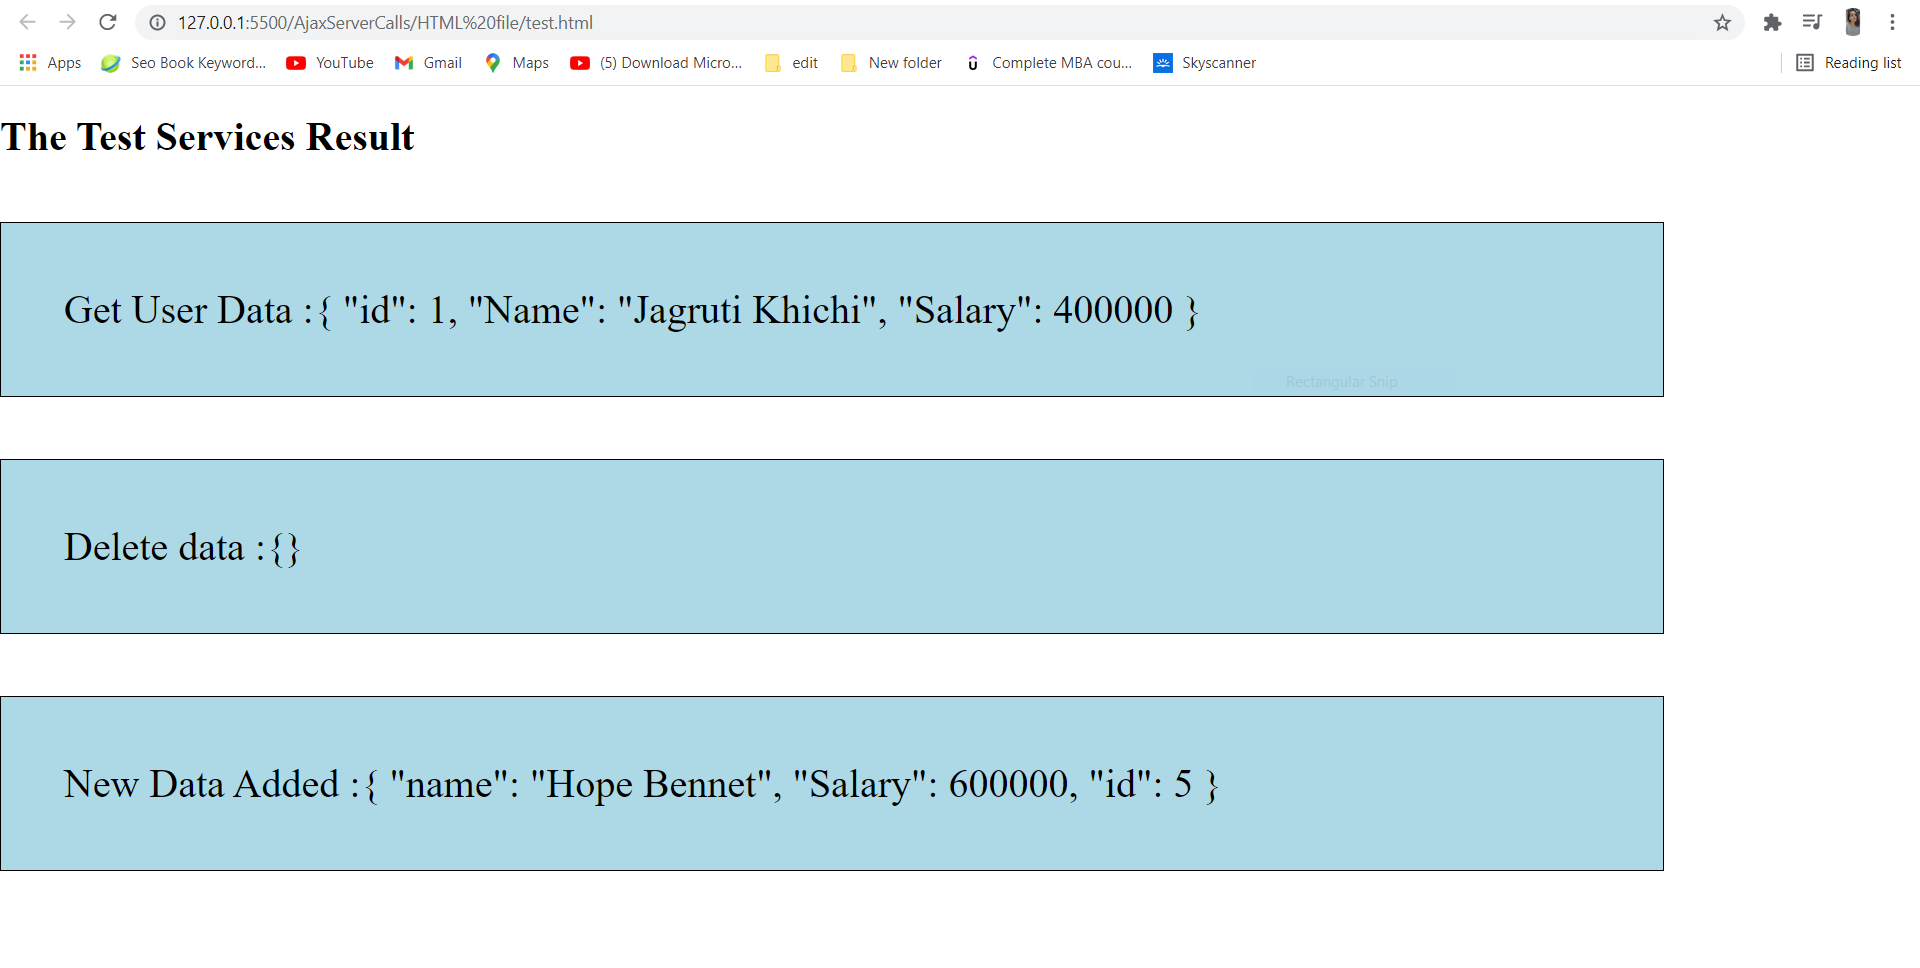 127.0.0.1:5500/AjaxServerCalls/HTML%20file/test.html
Apps Seo Book Keyword... YouTube Gmail Maps (5) Download Micro... edit New folder Complete MBA cou... Skyscanner Reading list
The Test Services Result
Get User Data :{ "id": 1, "Name": "Jagruti Khichi", "Salary": 400000 }
Rectangular Snip
Delete data :{}
New Data Added :{ "name": "Hope Bennet", "Salary": 600000, "id": 5 }